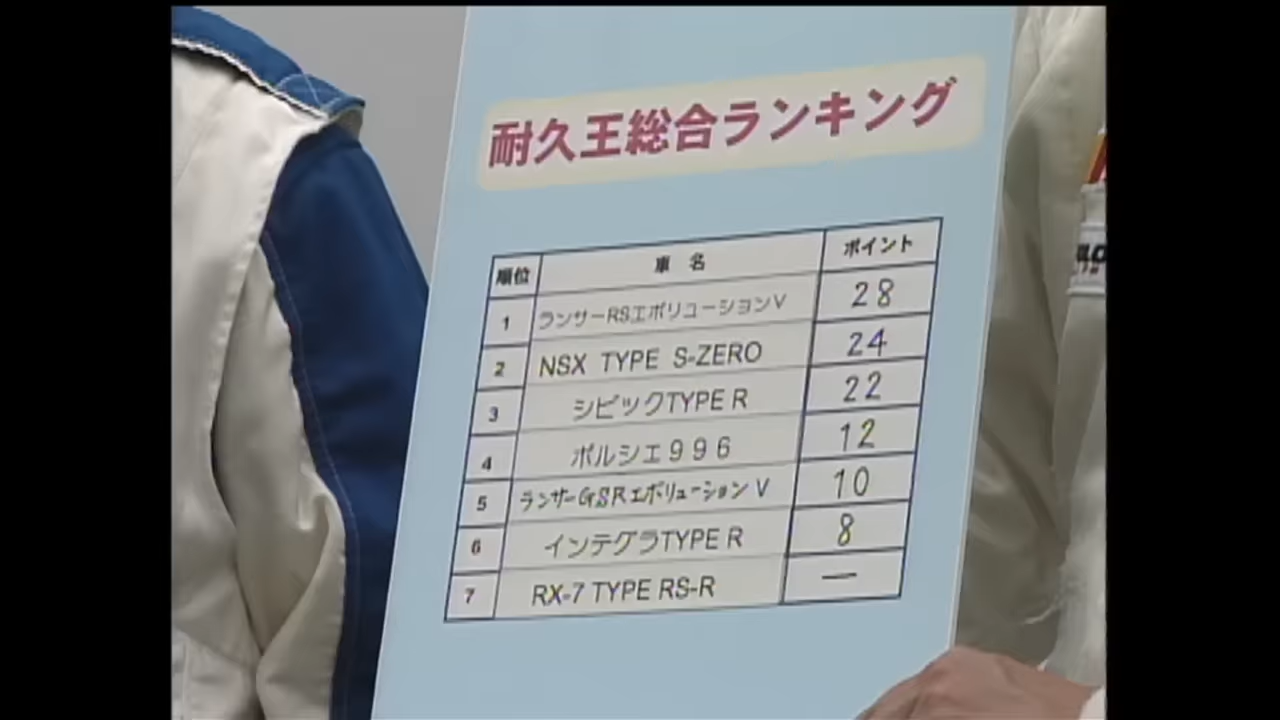 耐久王総合ランキング
順位 車名 ポイント
1 ランサーRSエボリューションV 28
2 NSX TYPE S-ZERO 24
3 シビックTYPE R 22
4 ポルシェ996 12
5 ランサーGSRエボリューションV 10
6 インテグラTYPE R 8
7 RX-7 TYPE RS-R ー